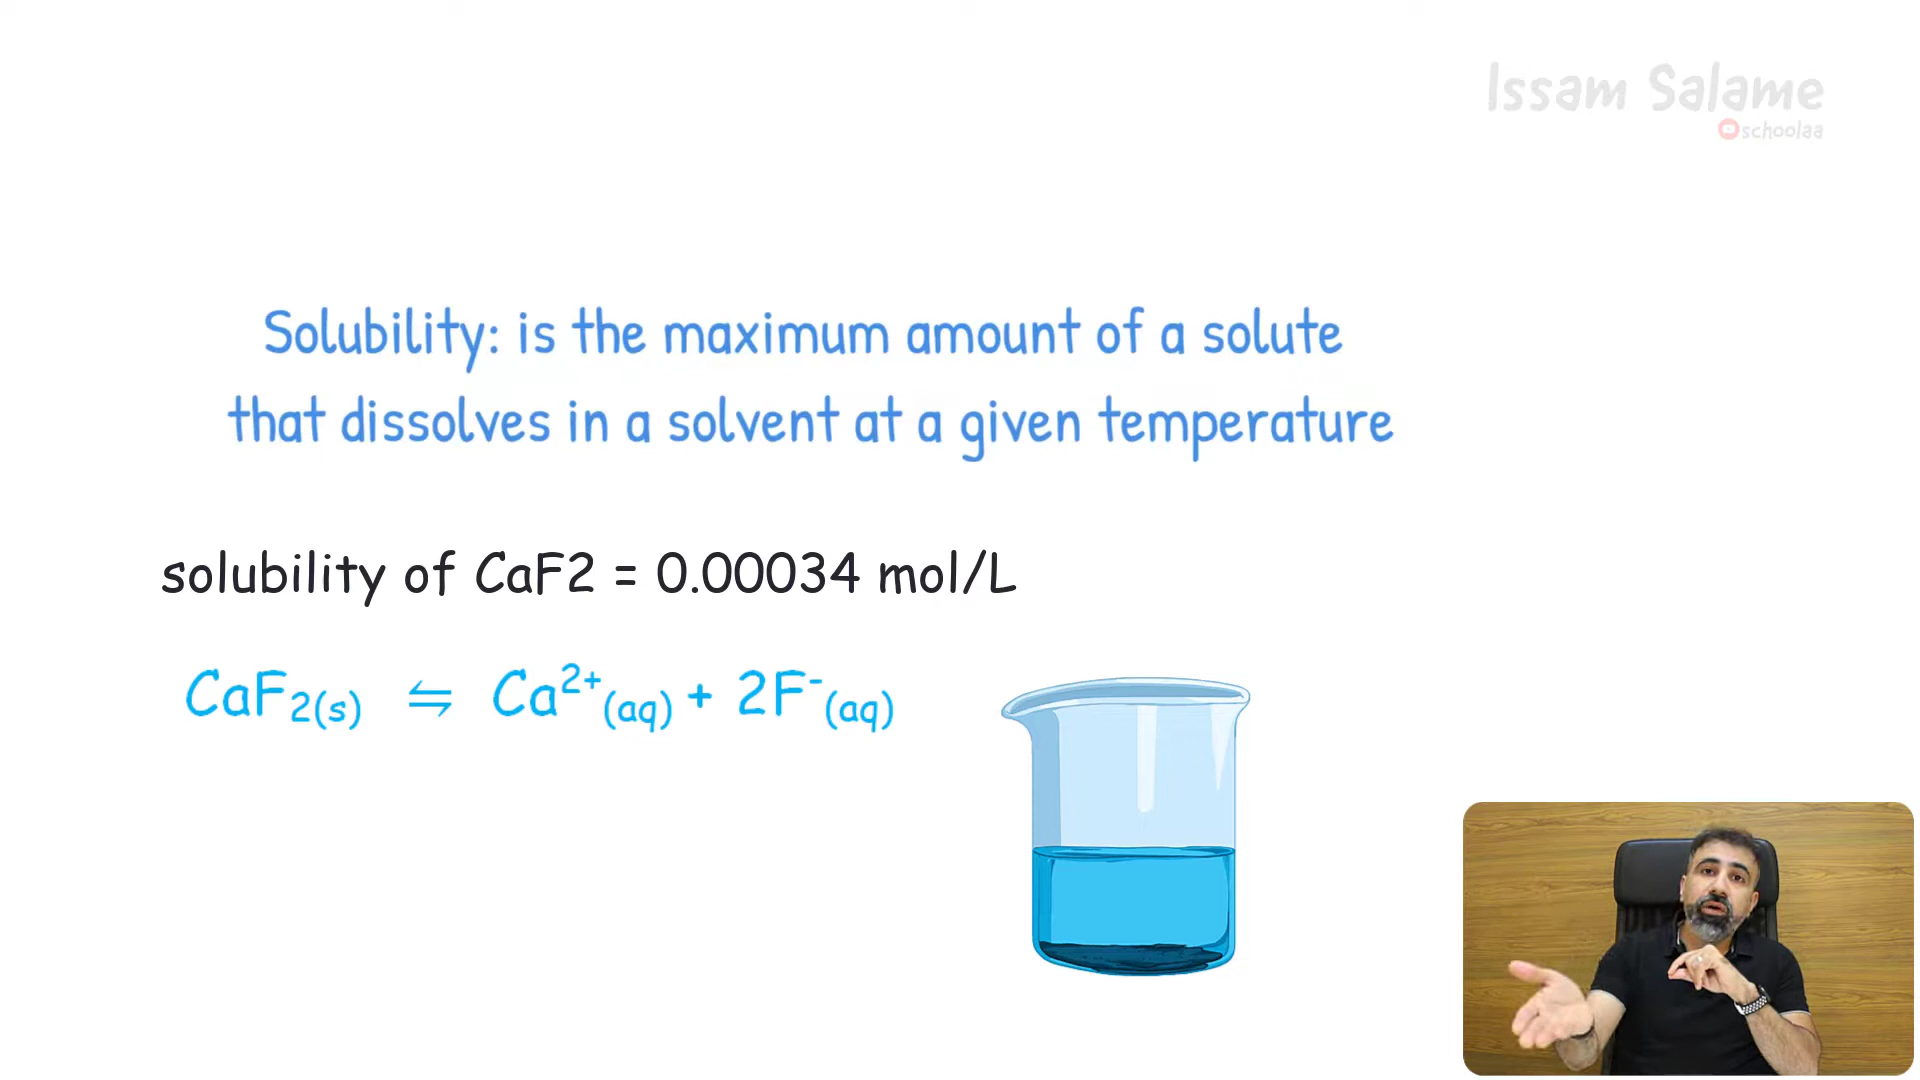 Issam Salame
schoolaa
Solubility: is the maximum amount of a solute
that dissolves in a solvent at a given temperature
solubility of CaF2 = 0.00034 mol/L
CaF₂(s) ⇋ Ca²⁺(aq) + 2F⁻(aq)